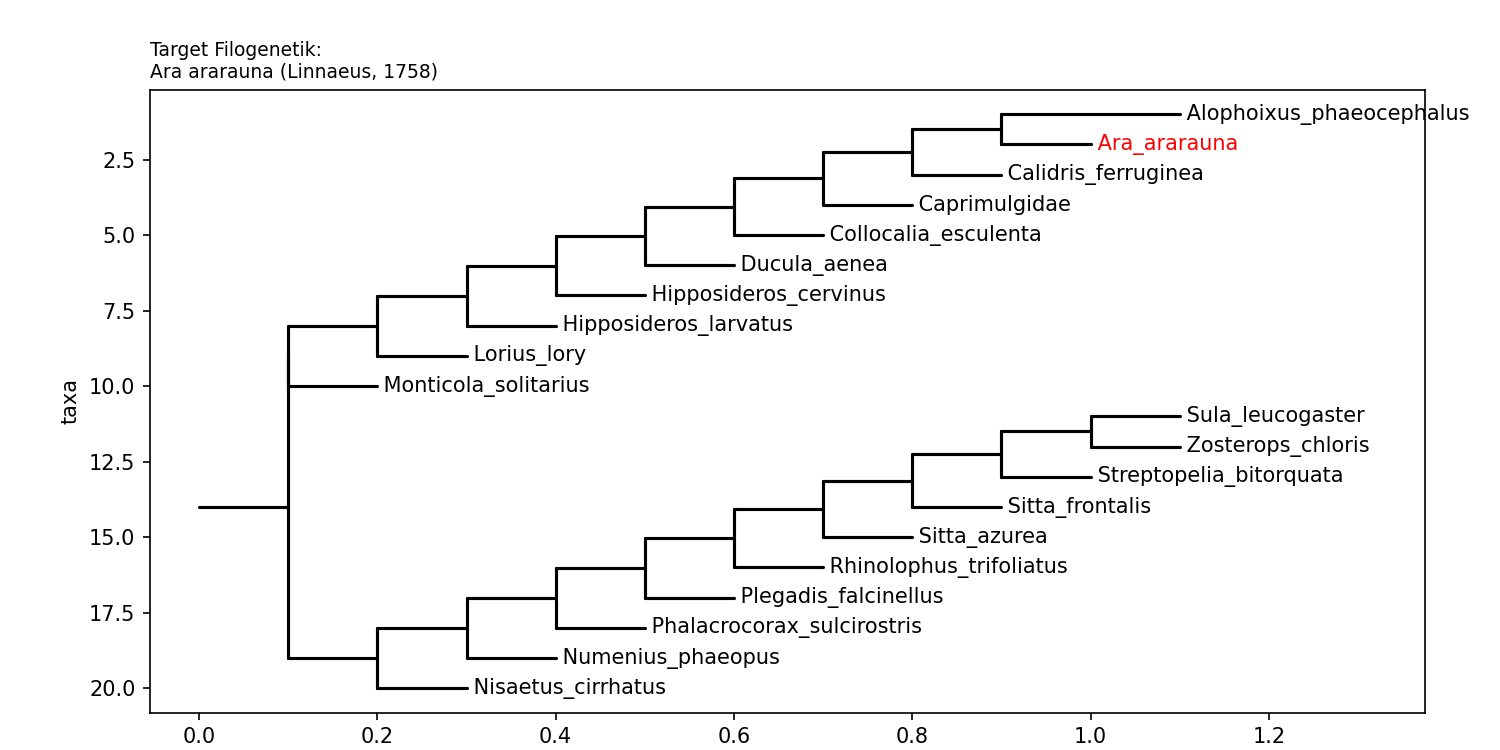 Target Filogenetik:
Ara ararauna (Linnaeus, 1758)
Alophoixus_phaeocephalus
Ara_ararauna
2.5
Calidris_ferruginea
Caprimulgidae
5.0
Collocalia_esculenta
Ducula_aenea
Hipposideros_cervinus
7.5
Hipposideros_larvatus
Lorius_lory
10.0
Monticola_solitarius
taxa
Sula_leucogaster
Zosterops_chloris
12.5
Streptopelia_bitorquata
Sitta_frontalis
15.0
Sitta_azurea
Rhinolophus_trifoliatus
Plegadis_falcinellus
17.5
Phalacrocorax_sulcirostris
Numenius_phaeopus
20.0
Nisaetus_cirrhatus
0.0 0.2 0.4 0.6 0.8 1.0 1.2